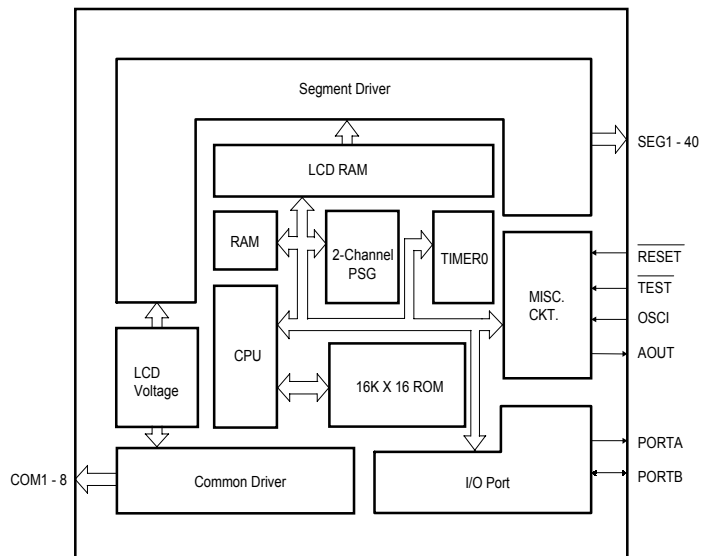 Segment Driver
SEG1 - 40
LCD RAM
RAM
2-Channel
PSG
TIMER0
MISC.
CKT.
RESET
TEST
OSCI
AOUT
CPU
LCD
Voltage
16K X 16 ROM
COM1 - 8
Common Driver
I/O Port
PORTA
PORTB